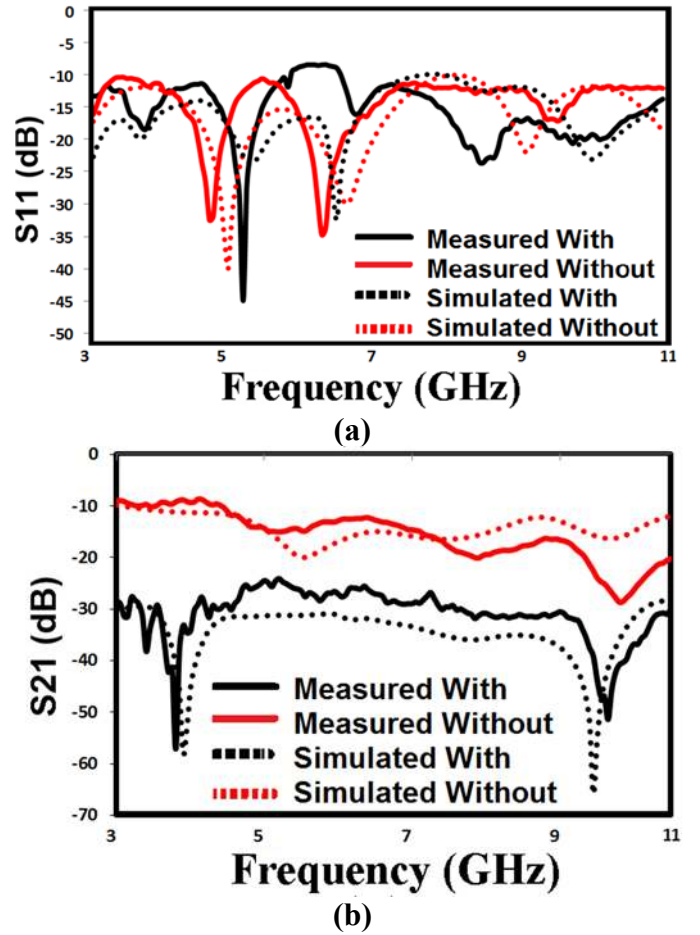 0
-5
-10
-15
-20
-25
-30
-35
-40
-45
-50
S11 (dB)
Measured With
Measured Without
Simulated With
Simulated Without
3 5 7 9 11
Frequency (GHz)
(a)
0
-10
-20
-30
-40
-50
-60
-70
S21 (dB)
Measured With
Measured Without
Simulated With
Simulated Without
3 5 7 9 11
Frequency (GHz)
(b)